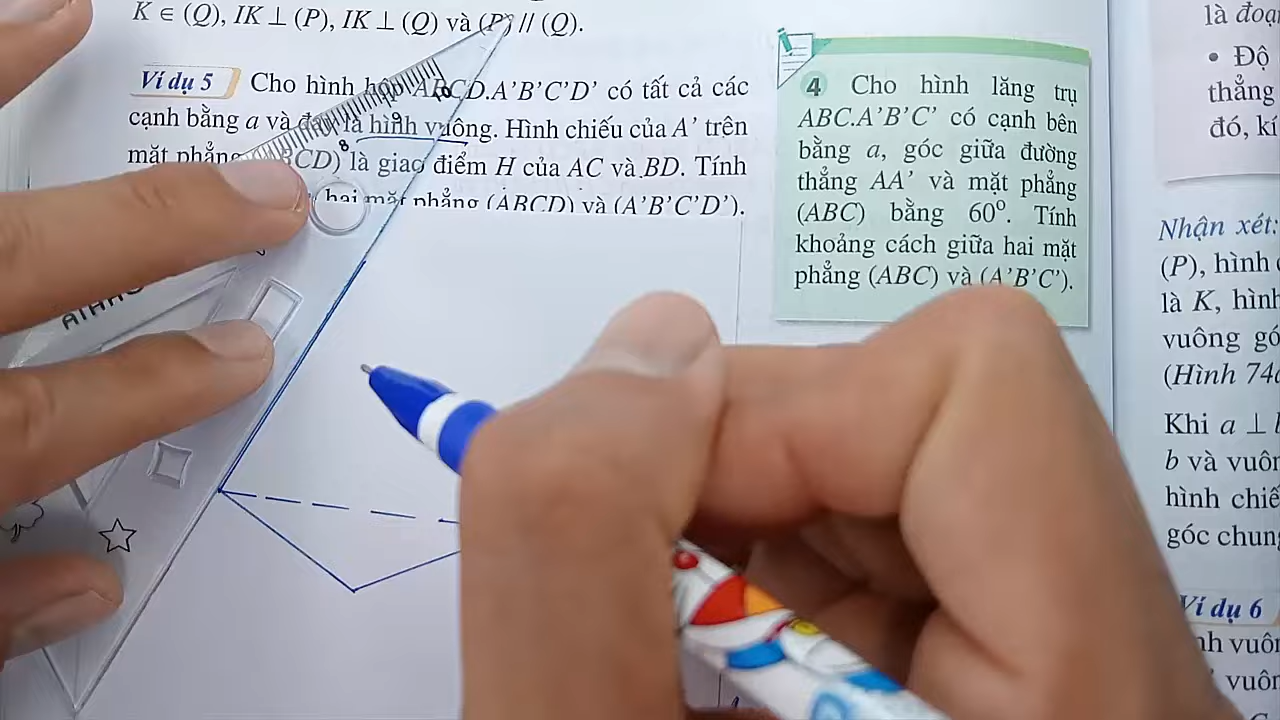 K ∈ (Q), IK ⊥ (P), IK ⊥ (Q) và (P) // (Q).
Ví dụ 5 Cho hình hộp ABCD.A'B'C'D' có tất cả các
cạnh bằng a và là hình vuông. Hình chiếu của A' trên
mặt phẳng BCD) là giao điểm H của AC và BD. Tính
hai mặt phẳng (ABCD) và (A'B'C'D').
8
9
10
4 Cho hình lăng trụ
ABC.A'B'C' có cạnh bên
bằng a, góc giữa đường
thẳng AA' và mặt phẳng
(ABC) bằng 60°. Tính
khoảng cách giữa hai mặt
phẳng (ABC) và (A'B'C').
là đoạ
• Độ
thẳng
đó, kí
Nhận xét:
(P), hình
là K, hình
vuông gó
(Hình 74
Khi a ⊥
b và vuôn
hình chiế
góc chung
Ví dụ 6
vuôn
vuôn